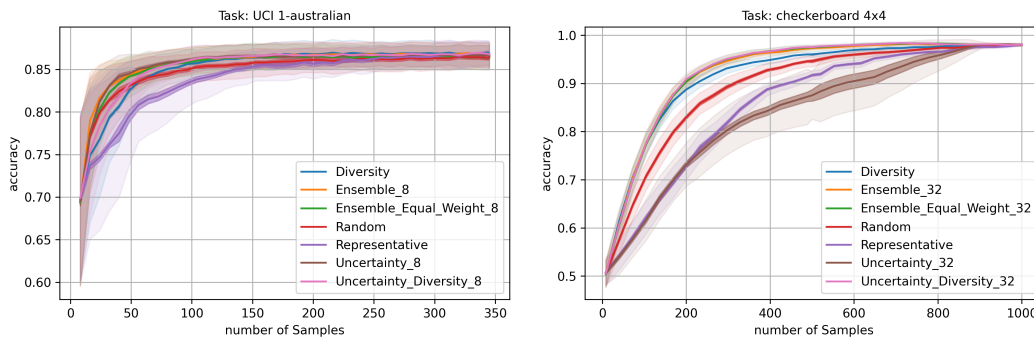 Task: UCI 1-australian
accuracy
0.85
0.80
0.75
0.70
0.65
0.60
Diversity
Ensemble_8
Ensemble_Equal_Weight_8
Random
Representative
Uncertainty_8
Uncertainty_Diversity_8
0 50 100 150 200 250 300 350
number of Samples
Task: checkerboard 4x4
accuracy
1.0
0.9
0.8
0.7
0.6
0.5
Diversity
Ensemble_32
Ensemble_Equal_Weight_32
Random
Representative
Uncertainty_32
Uncertainty_Diversity_32
0 200 400 600 800 1000
number of Samples